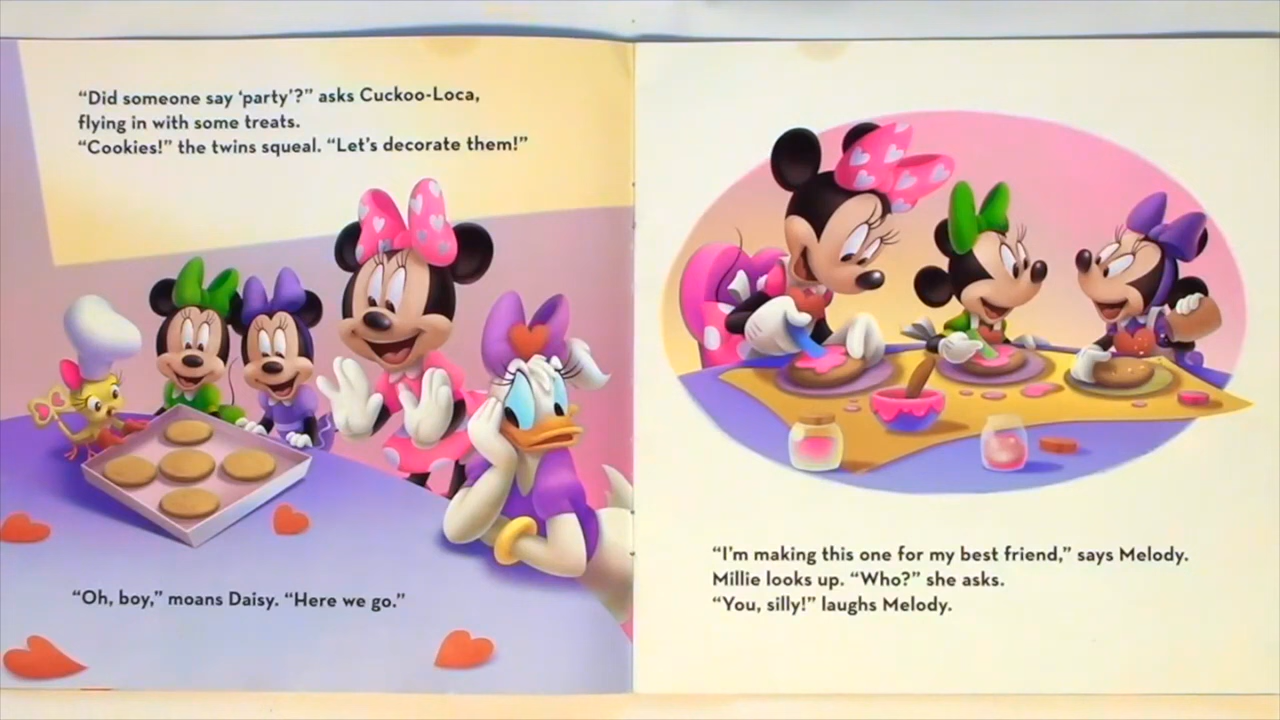 “Did someone say ‘party’?” asks Cuckoo-Loca,
flying in with some treats.
“Cookies!” the twins squeal. “Let’s decorate them!”
“Oh, boy,” moans Daisy. “Here we go.”
“I’m making this one for my best friend,” says Melody.
Millie looks up. “Who?” she asks.
“You, silly!” laughs Melody.